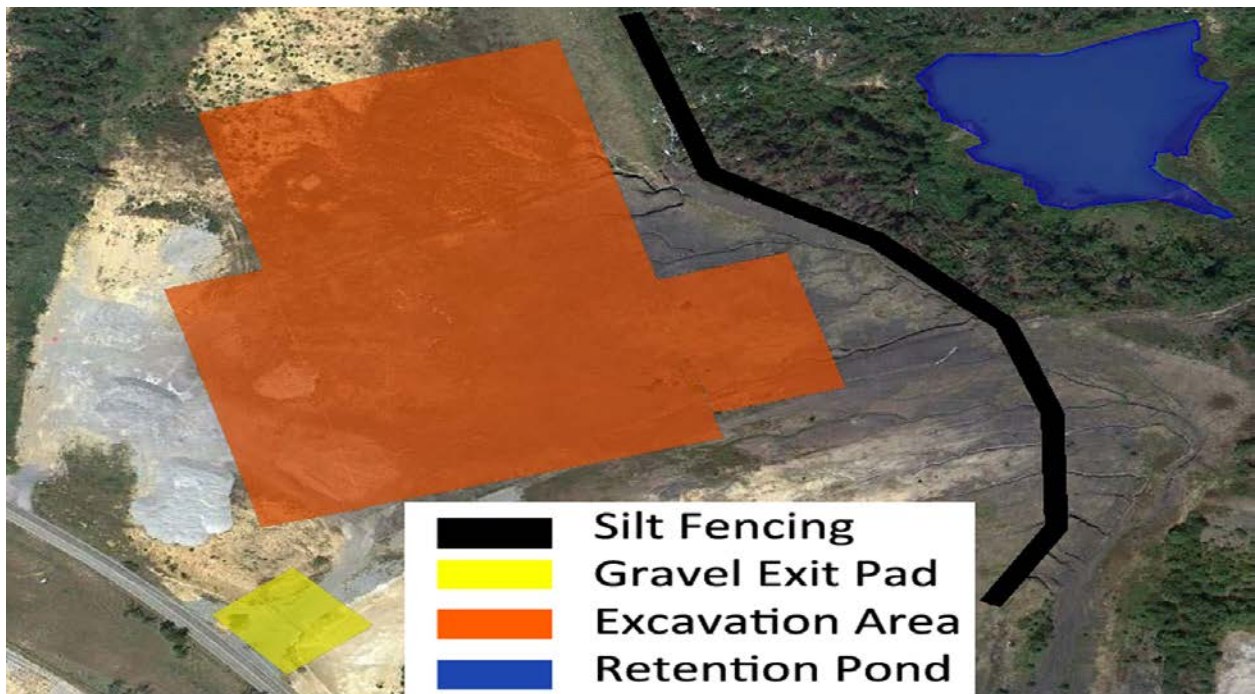 Silt Fencing
Gravel Exit Pad
Excavation Area
Retention Pond